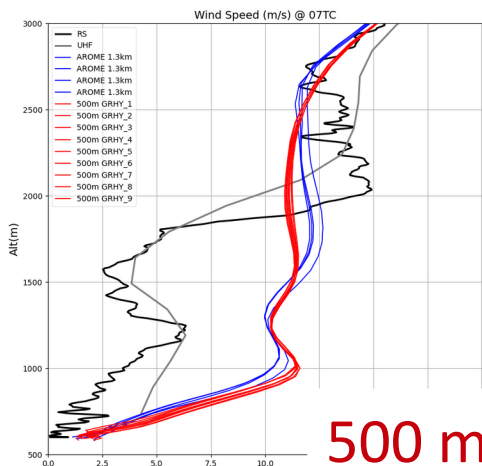 Wind Speed (m/s) @ 07TC
3000
RS
UHF
AROME 1.3km
AROME 1.3km
AROME 1.3km
AROME 1.3km
500m GRHY_1
500m GRHY_2
500m GRHY_3
500m GRHY_4
500m GRHY_5
500m GRHY_6
500m GRHY_7
500m GRHY_8
500m GRHY_9
2500
2000
Alt(m)
1500
1000
500
0.0 2.5 5.0 7.5 10.0
500 m